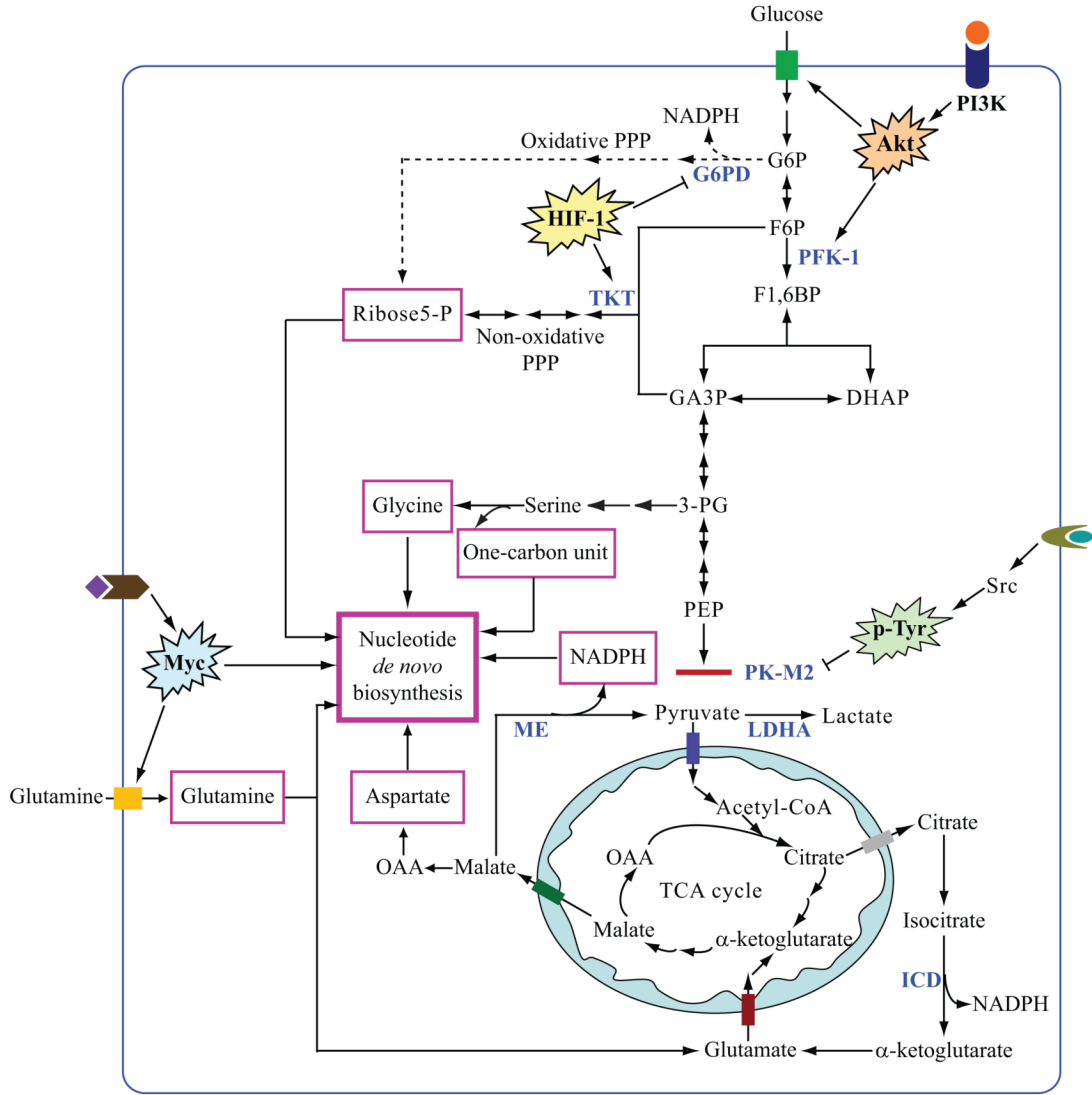 Glucose
PI3K
NADPH
Akt
Oxidative PPP
G6P
G6PD
HIF-1
F6P
PFK-1
TKT
F1,6BP
Ribose5-P
Non-oxidative
PPP
GA3P
DHAP
Glycine
Serine
3-PG
One-carbon unit
Src
PEP
p-Tyr
Nucleotide
de novo
biosynthesis
Myc
NADPH
PK-M2
ME
Pyruvate
LDHA
Lactate
Glutamine
Glutamine
Aspartate
Acetyl-CoA
Citrate
OAA
Malate
OAA
Citrate
TCA cycle
Isocitrate
Malate
α-ketoglutarate
ICD
NADPH
Glutamate
α-ketoglutarate